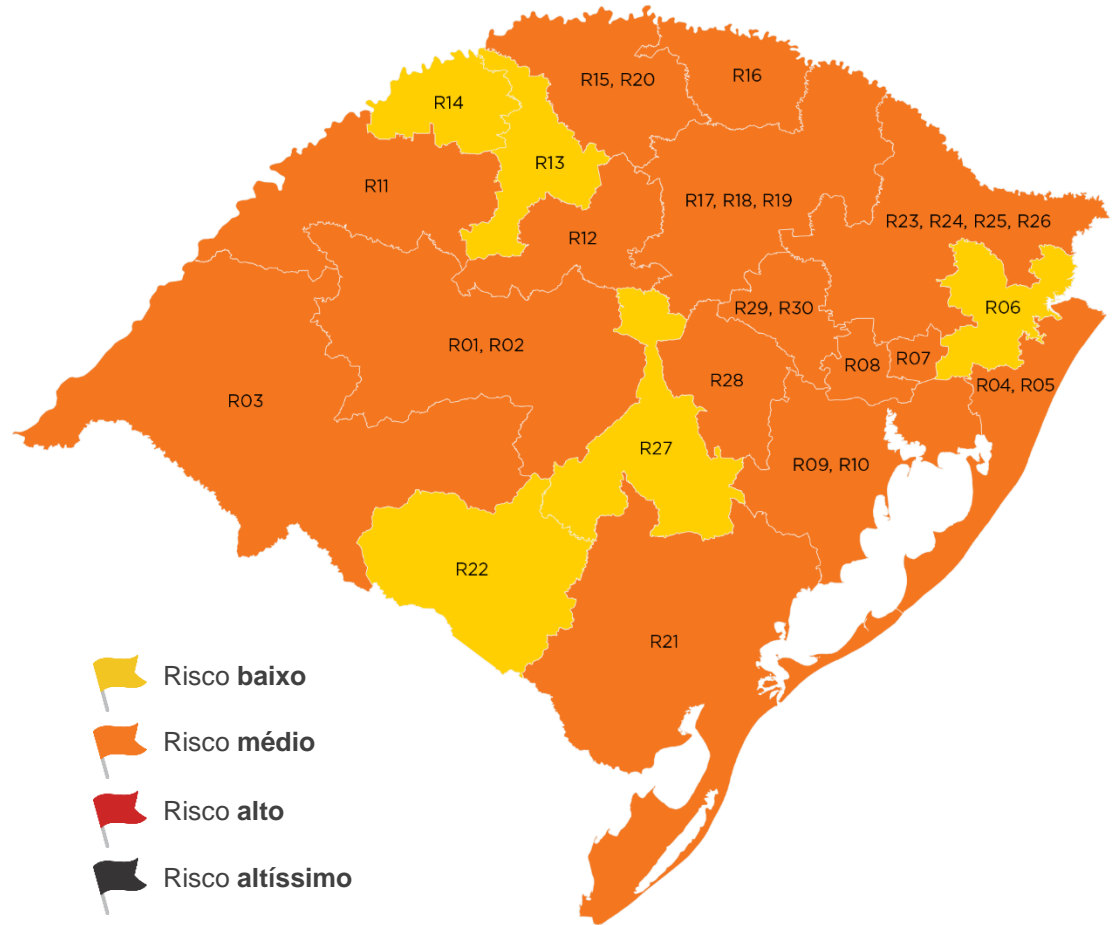 R15, R20
R16
R14
R13
R11
R17, R18, R19
R23, R24, R25, R26
R12
R29, R30
R06
R01, R02
R08
R07
R28
R04, R05
R03
R27
R09, R10
R22
R21
Risco baixo
Risco médio
Risco alto
Risco altíssimo